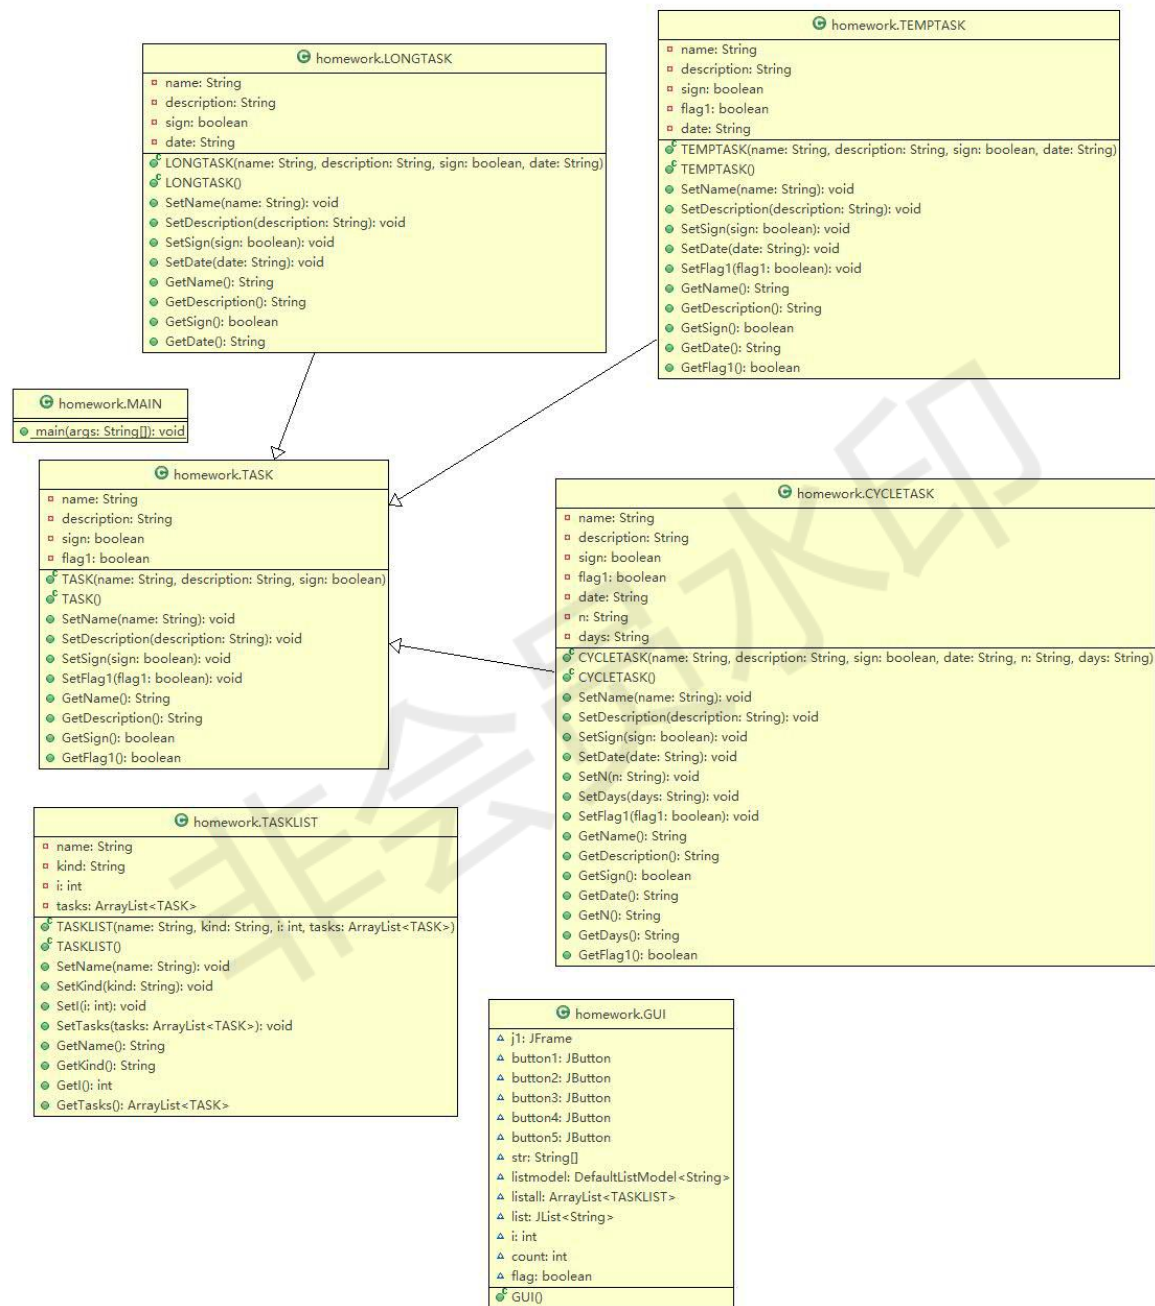 homework.LONGTASK
name: String
description: String
sign: boolean
date: String
LONGTASK(name: String, description: String, sign: boolean, date: String)
LONGTASK()
SetName(name: String): void
SetDescription(description: String): void
SetSign(sign: boolean): void
SetDate(date: String): void
GetName(): String
GetDescription(): String
GetSign(): boolean
GetDate(): String
homework.TEMPTASK
name: String
description: String
sign: boolean
flag1: boolean
date: String
TEMPTASK(name: String, description: String, sign: boolean, date: String)
TEMPTASK()
SetName(name: String): void
SetDescription(description: String): void
SetSign(sign: boolean): void
SetDate(date: String): void
SetFlag1(flag1: boolean): void
GetName(): String
GetDescription(): String
GetSign(): boolean
GetDate(): String
GetFlag1(): boolean
homework.MAIN
main(args: String[]): void
homework.TASK
name: String
description: String
sign: boolean
flag1: boolean
TASK(name: String, description: String, sign: boolean)
TASK()
SetName(name: String): void
SetDescription(description: String): void
SetSign(sign: boolean): void
SetFlag1(flag1: boolean): void
GetName(): String
GetDescription(): String
GetSign(): boolean
GetFlag1(): boolean
homework.CYCLETASK
name: String
description: String
sign: boolean
flag1: boolean
date: String
n: String
days: String
CYCLETASK(name: String, description: String, sign: boolean, date: String, n: String, days: String)
CYCLETASK()
SetName(name: String): void
SetDescription(description: String): void
SetSign(sign: boolean): void
SetDate(date: String): void
SetN(n: String): void
SetDays(days: String): void
SetFlag1(flag1: boolean): void
GetName(): String
GetDescription(): String
GetSign(): boolean
GetDate(): String
GetN(): String
GetDays(): String
GetFlag1(): boolean
homework.TASKLIST
name: String
kind: String
i: int
tasks: ArrayList<TASK>
TASKLIST(name: String, kind: String, i: int, tasks: ArrayList<TASK>)
TASKLIST()
SetName(name: String): void
SetKind(kind: String): void
SetI(i: int): void
SetTasks(tasks: ArrayList<TASK>): void
GetName(): String
GetKind(): String
GetI(): int
GetTasks(): ArrayList<TASK>
homework.GUI
j1: JFrame
button1: JButton
button2: JButton
button3: JButton
button4: JButton
button5: JButton
str: String[]
listmodel: DefaultListModel<String>
listall: ArrayList<TASKLIST>
list: JList<String>
i: int
count: int
flag: boolean
GUI()
非会员水印